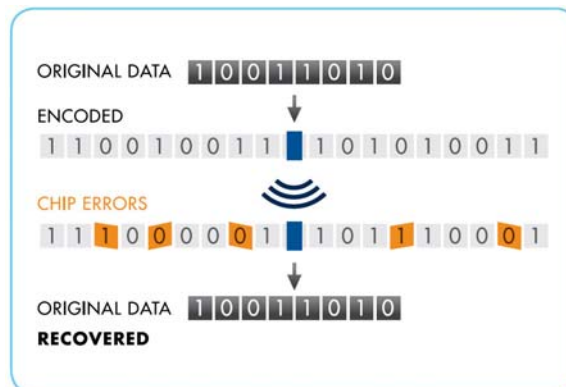 ORIGINAL DATA 1 0 0 1 1 0 1 0
ENCODED
1 1 0 0 1 0 0 1 1 1 0 1 0 1 0 0 1 1
CHIP ERRORS
1 1 1 0 0 0 0 0 1 1 0 1 1 1 0 0 0 1
ORIGINAL DATA 1 0 0 1 1 0 1 0
RECOVERED